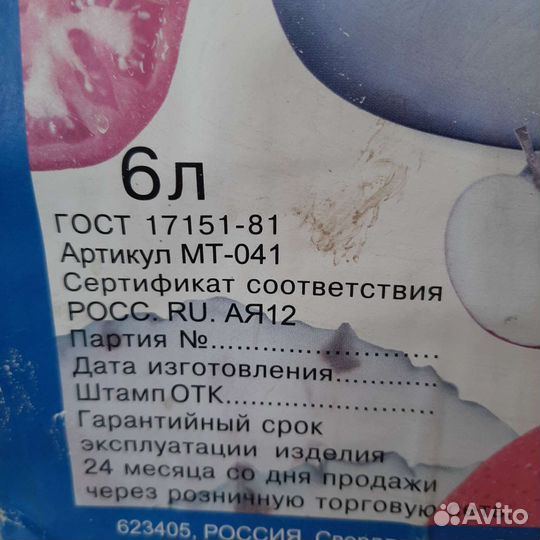 6л
ГОСТ 17151-81
Артикул МТ-041
Сертификат соответствия
РОСС. RU. АЯ12
Партия №........................
Дата изготовления............
Штамп ОТК........................
Гарантийный срок
эксплуатации изделия
24 месяца со дня продажи
через розничную торговую
623405, РОССИЯ,
Avito